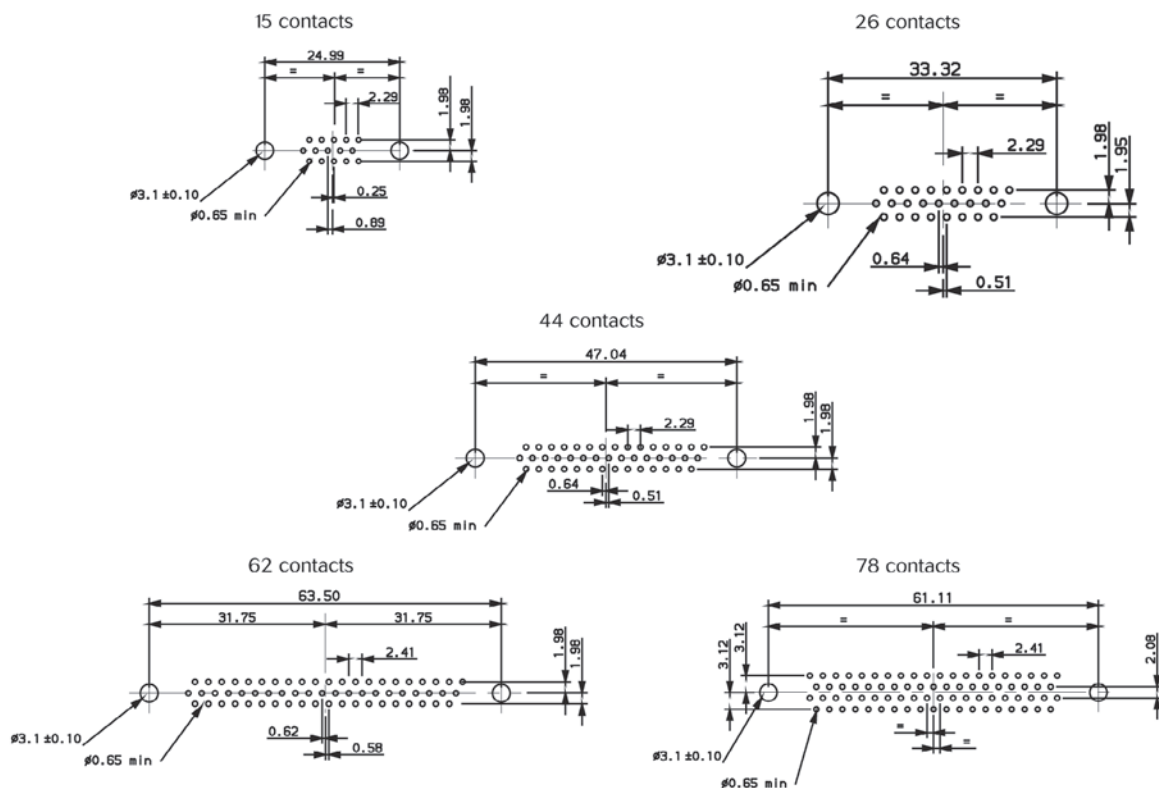 15 contacts
24.99
= =
2.29
1.98
1.98
ø3.1 ±0.10
ø0.65 min
0.25
0.89
26 contacts
33.32
= =
2.29
1.98
1.95
ø3.1 ±0.10
ø0.65 min
0.64
0.51
44 contacts
47.04
= =
2.29
1.98
1.98
ø3.1 ±0.10
ø0.65 min
0.64
0.51
62 contacts
63.50
31.75 31.75
2.41
1.98
1.98
ø3.1 ±0.10
ø0.65 min
0.62
0.58
78 contacts
61.11
= =
3.12
3.12
2.41
2.08
ø3.1 ±0.10
ø0.65 min
=
=